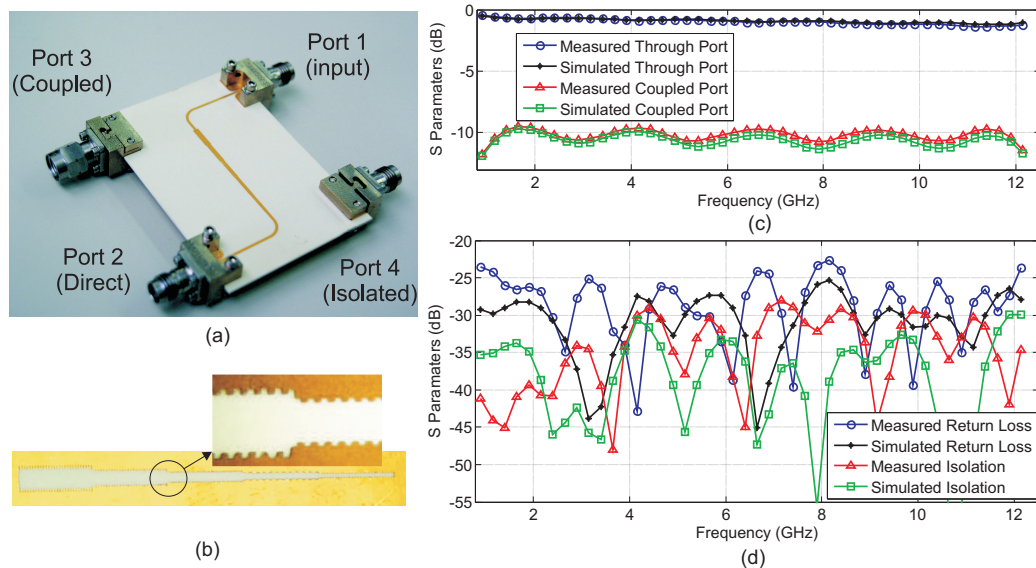 (a)
Port 3
(Coupled)
Port 1
(input)
Port 2
(Direct)
Port 4
(Isolated)
(a)
(b)
(c)
0
-5
-10
S Paramaters (dB)
Measured Through Port
Simulated Through Port
Measured Coupled Port
Simulated Coupled Port
2
4
6
8
10
12
Frequency (GHz)
(c)
-20
-25
-30
-35
-40
-45
-50
-55
S Paramaters (dB)
Measured Return Loss
Simulated Return Loss
Measured Isolation
Simulated Isolation
2
4
6
8
10
12
Frequency (GHz)
(d)